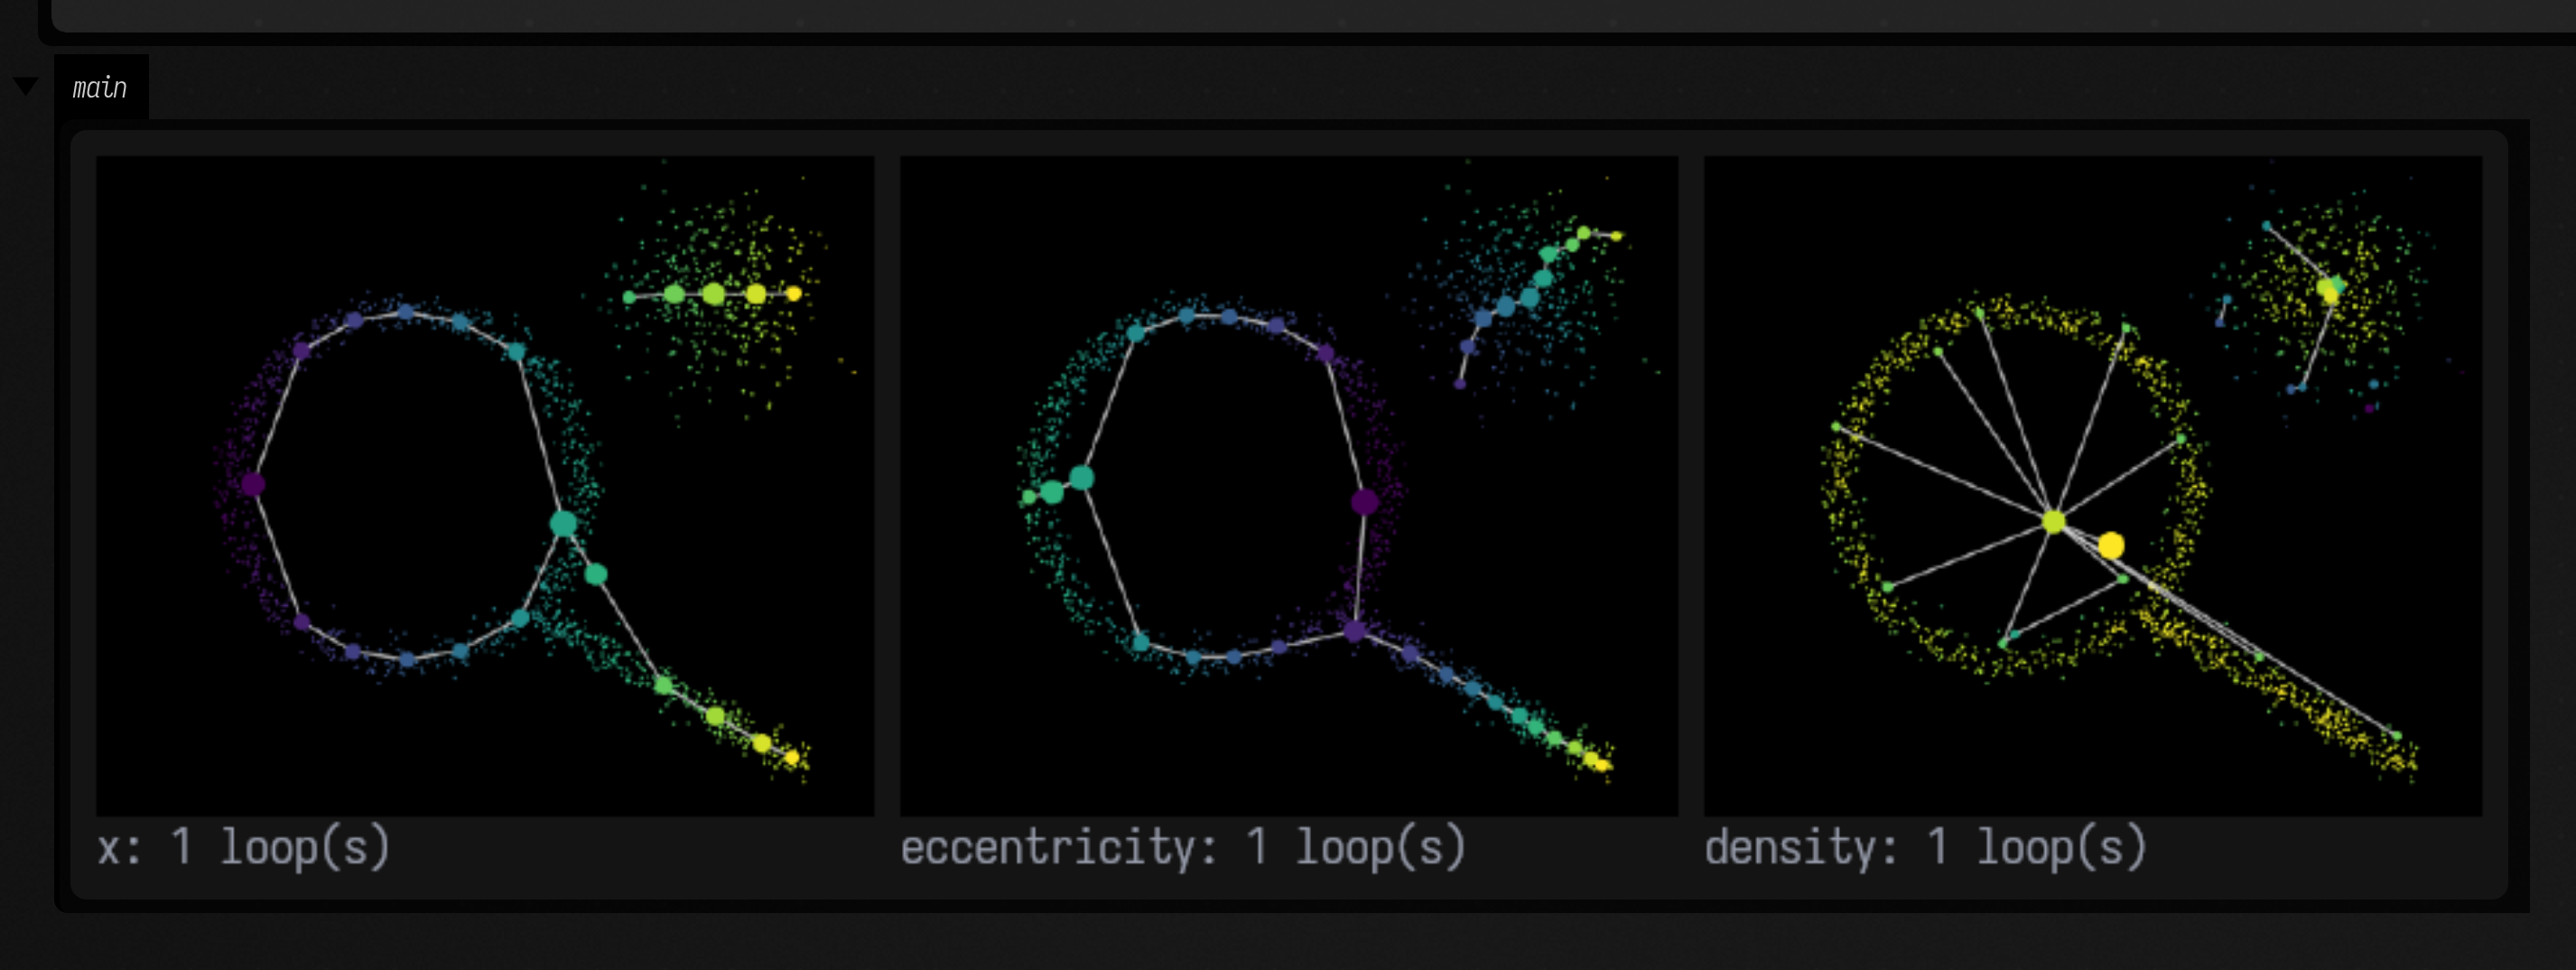 main
x: 1 loop(s)
eccentricity: 1 loop(s)
density: 1 loop(s)